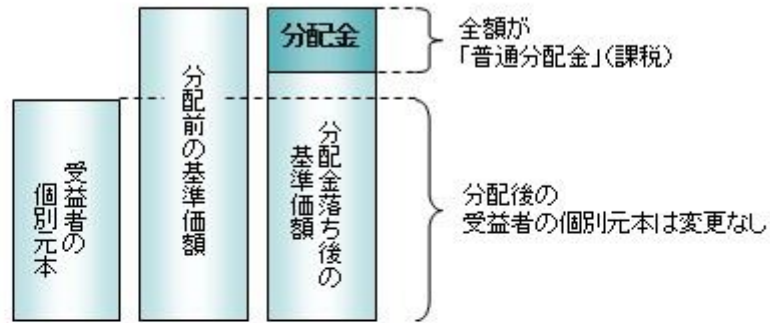 受益者の
個別元本
分配前の基準価額
分配金
分配金落ち後の
基準価額
全額が
「普通分配金」(課税)
分配後の
受益者の個別元本は変更なし